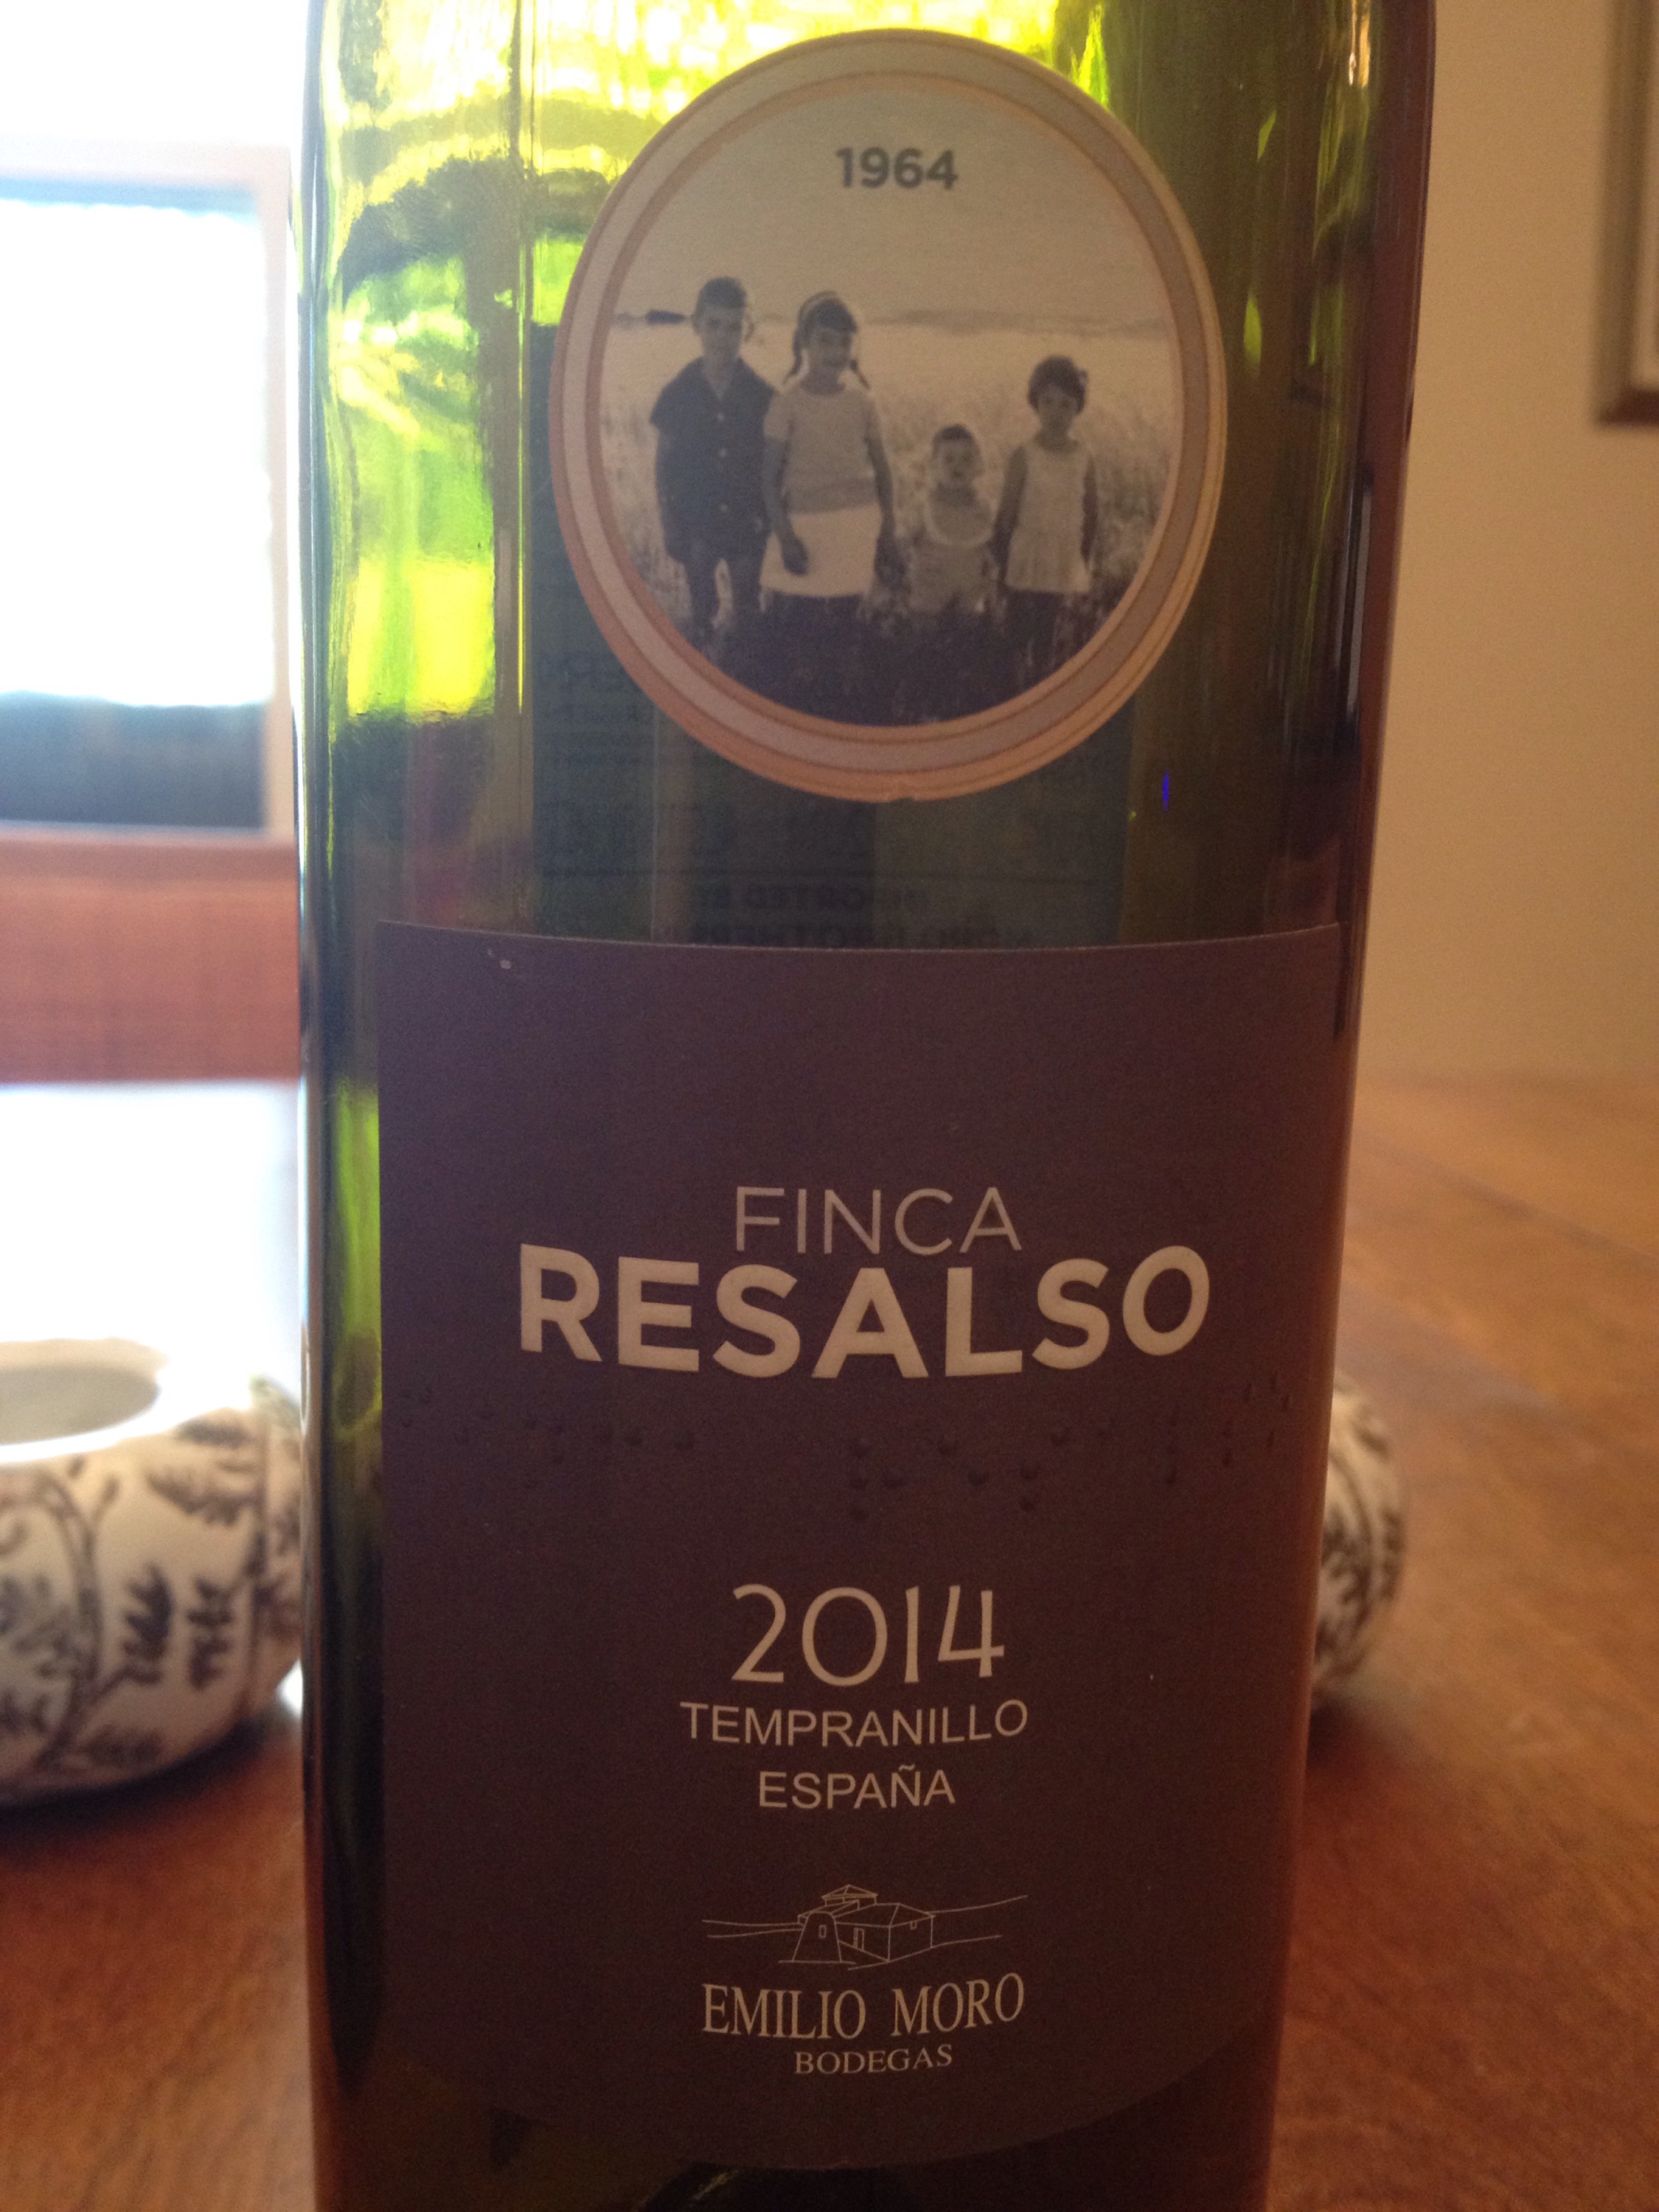 1964
FINCA
RESALSO
2014
TEMPRANILLO
ESPAÑA
EMILIO MORO
BODEGAS